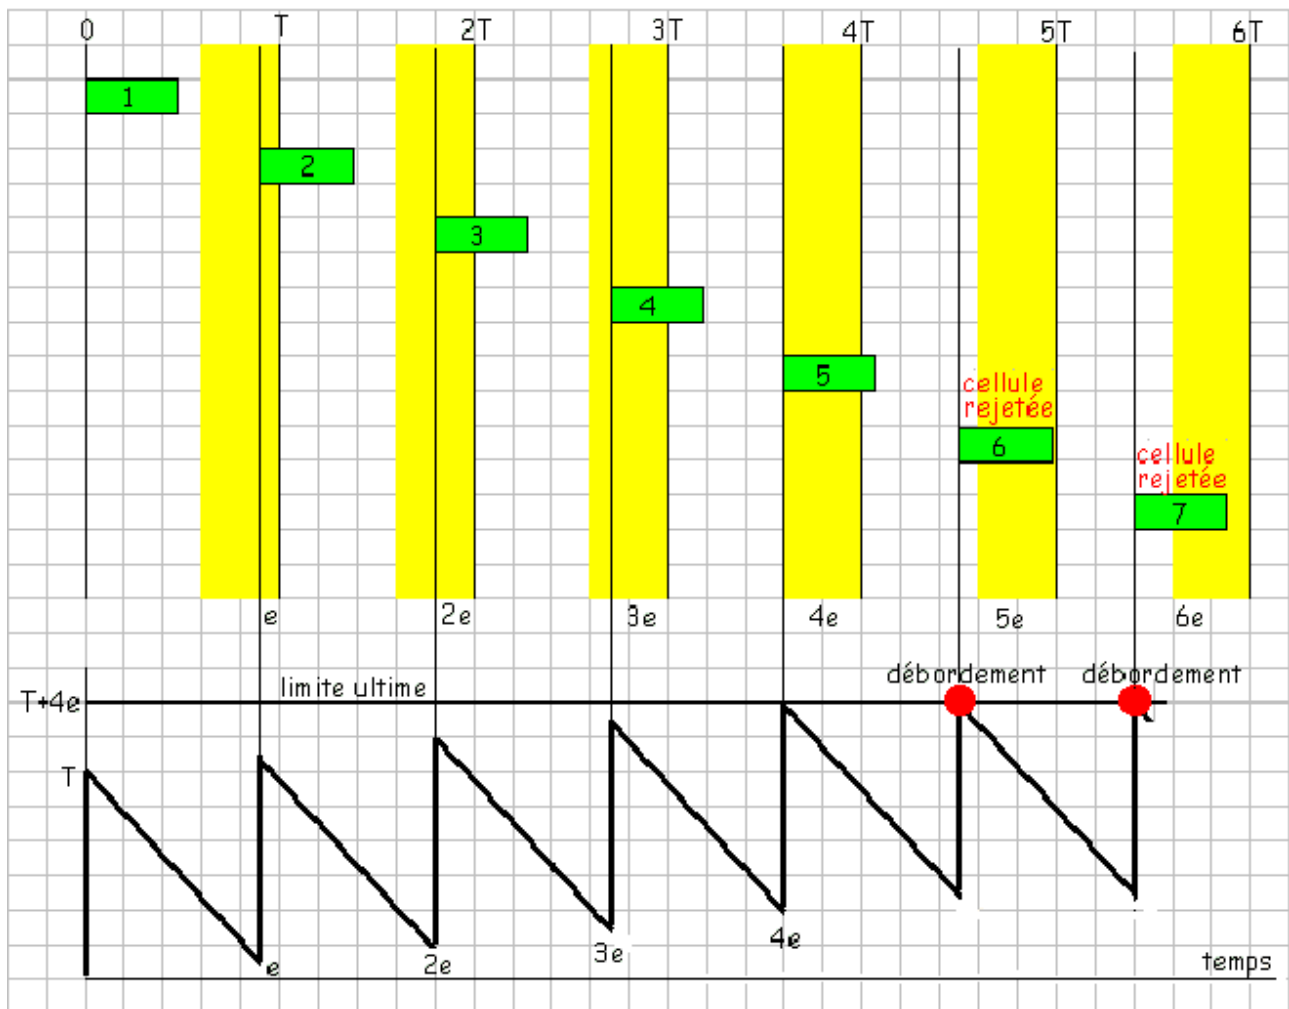 0 T 2T 3T 4T 5T 6T
1
2
3
4
5
cellule
rejetée
6
cellule
rejetée
7
e 2e 3e 4e 5e 6e
débordement débordement
limite ultime
T+4e
T
4e
3e
e 2e
temps